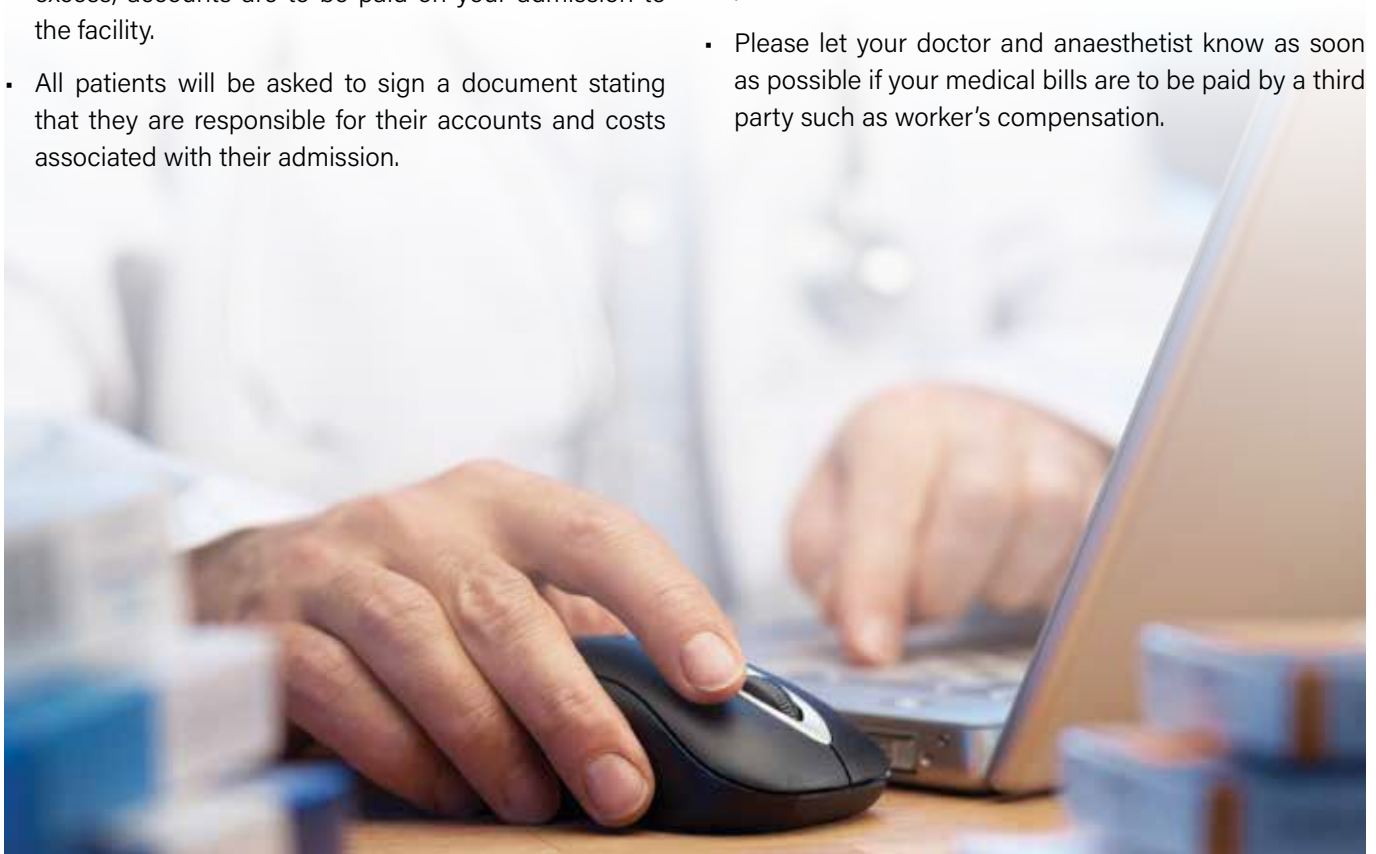 excess, accounts are to be paid on your admission to
the facility.
▪ All patients will be asked to sign a document stating
that they are responsible for their accounts and costs
associated with their admission.
▪ Please let your doctor and anaesthetist know as soon
as possible if your medical bills are to be paid by a third
party such as worker's compensation.